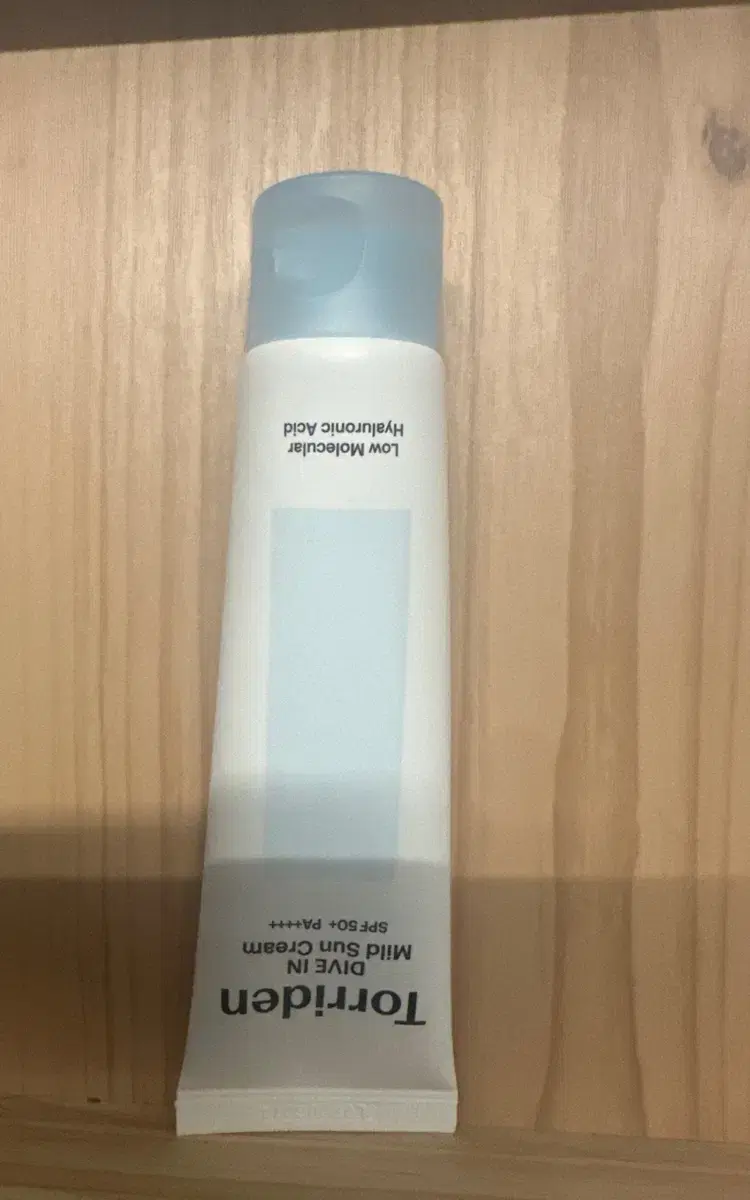 Torriden
DIVE IN
Mild Sun Cream
SPF50+ PA++++
Low Molecular
Hyaluronic Acid